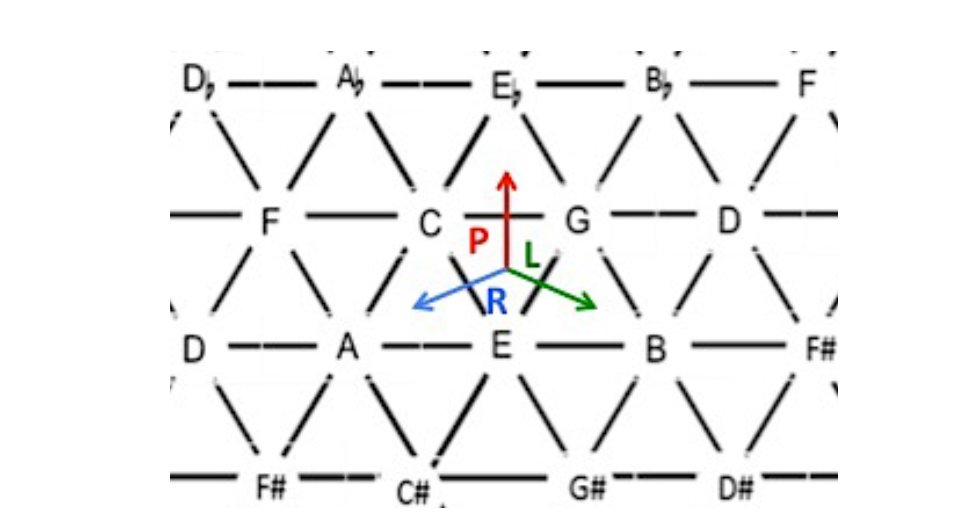 D♭ A♭ E♭ B♭ F
F C G D
P L
R
D A E B F#
F# C# G# D#